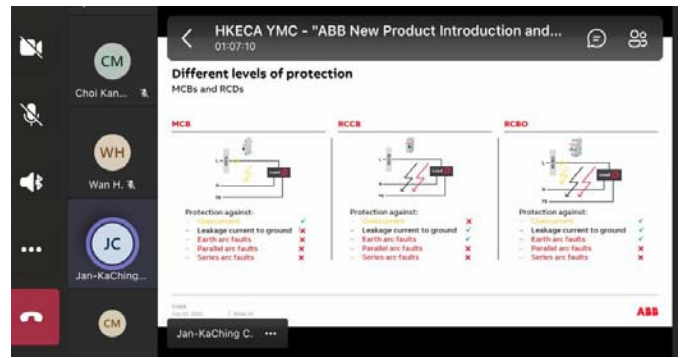 HKECA YMC - "ABB New Product Introduction and...
01:07:10
CM
Choi Kan...
WH
Wan H.
JC
Jan-KaChing...
CM
Different levels of protection
MCBs and RCDs
MCB
Protection against:
- Overcurrent
- Leakage current to ground
- Earth arc faults
- Parallel arc faults
- Series arc faults
RCCB
Protection against:
- Overcurrent
- Leakage current to ground
- Earth arc faults
- Parallel arc faults
- Series arc faults
RCBO
Protection against:
- Overcurrent
- Leakage current to ground
- Earth arc faults
- Parallel arc faults
- Series arc faults
ABB
Jan-KaChing C.